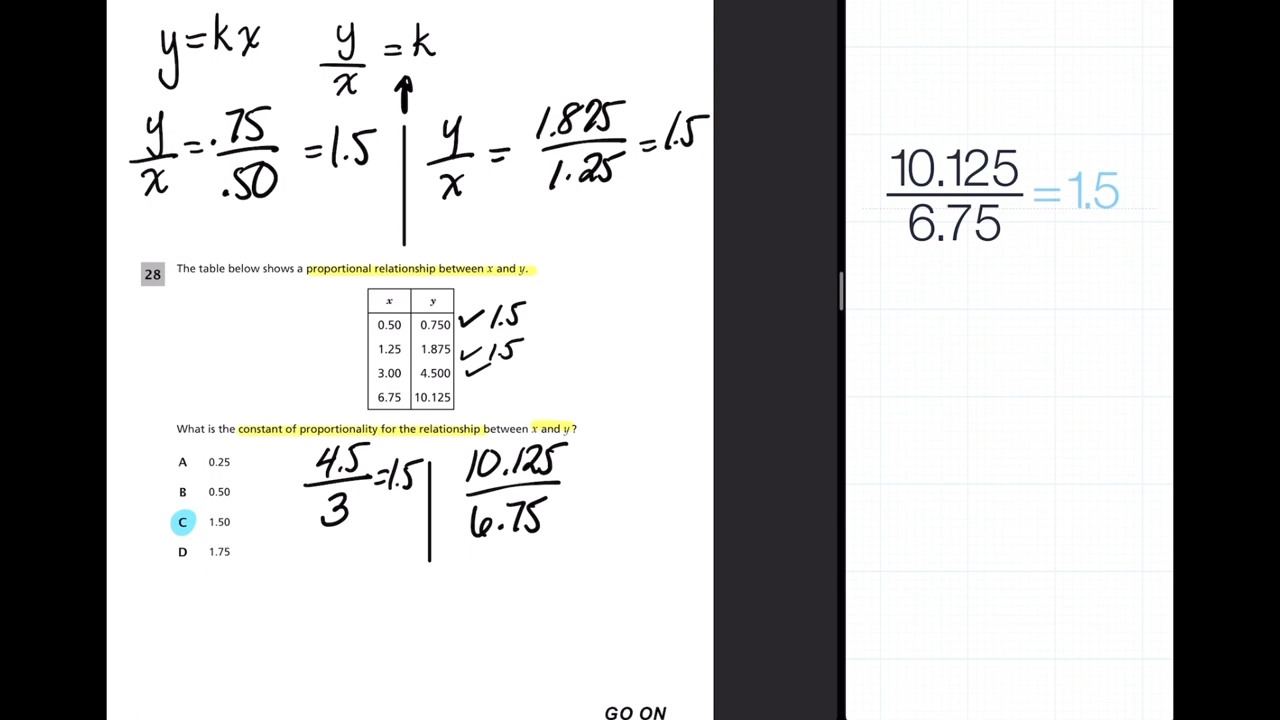 y=kx y/x = k
y/x = .75/.50 = 1.5 | y/x = 1.825/1.25 = 1.5
28 The table below shows a proportional relationship between x and y.
x y
0.50 0.750 ✓ 1.5
1.25 1.875 ✓ 1.5
3.00 4.500 ✓
6.75 10.125
What is the constant of proportionality for the relationship between x and y?
A 0.25
B 0.50
C 1.50
D 1.75
4.5/3 = 1.5 | 10.125/6.75
GO ON
10.125/6.75 = 1.5